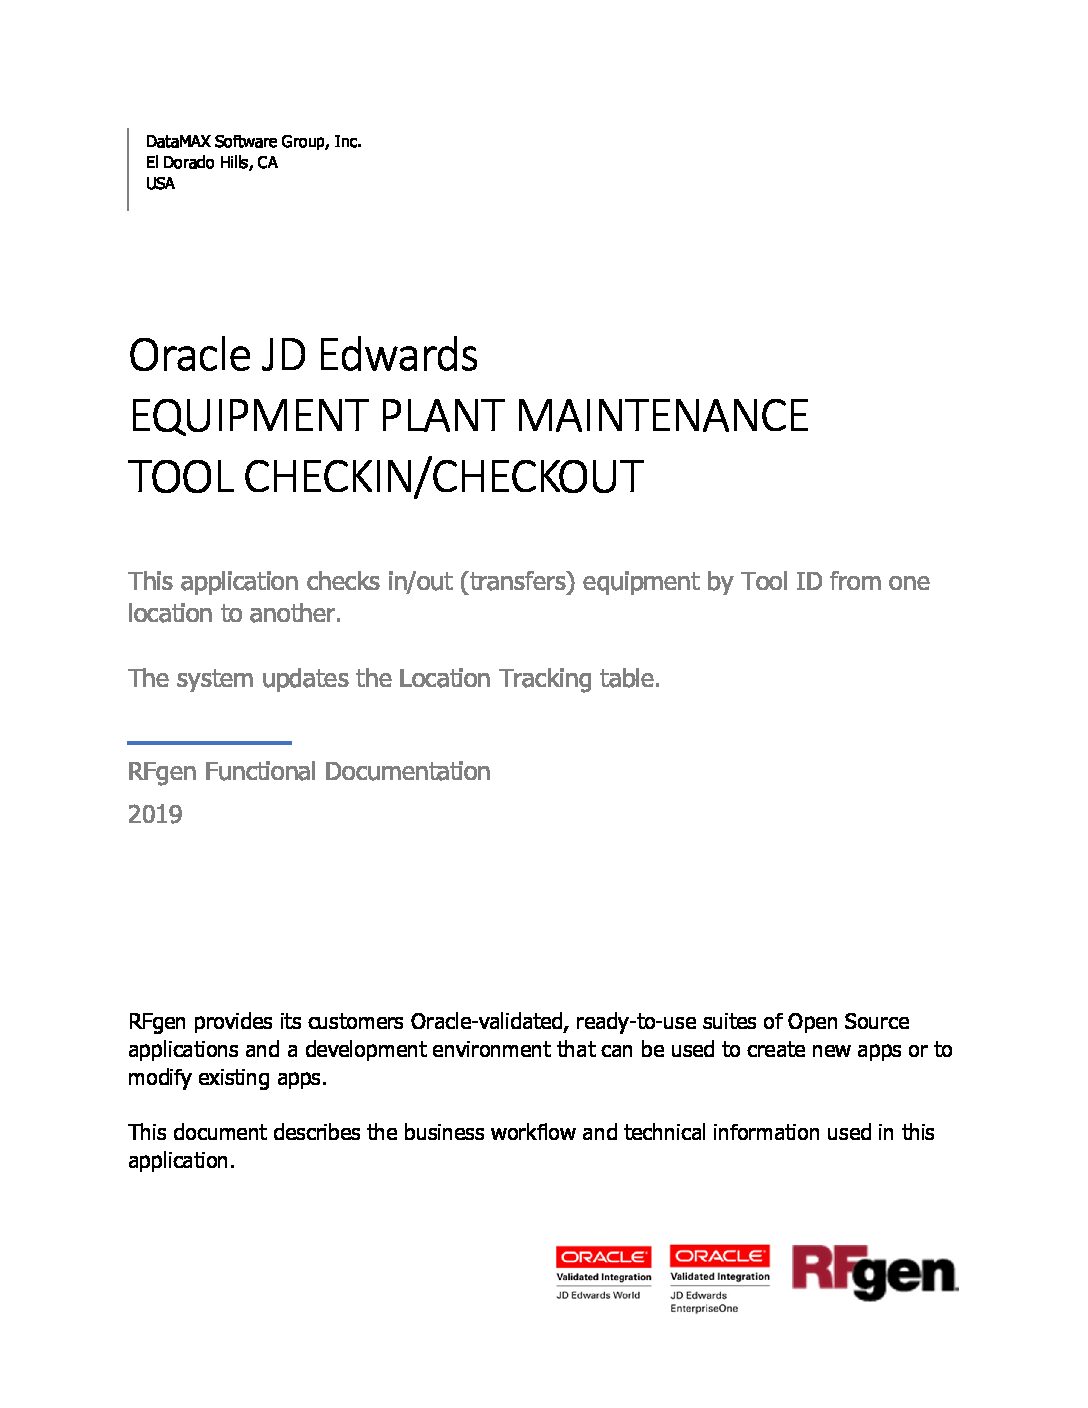 DataMAX Software Group, Inc.
El Dorado Hills, CA
USA
Oracle JD Edwards
EQUIPMENT PLANT MAINTENANCE
TOOL CHECKIN/CHECKOUT
This application checks in/out (transfers) equipment by Tool ID from one
location to another.
The system updates the Location Tracking table.
RFgen Functional Documentation
2019
RFgen provides its customers Oracle-validated, ready-to-use suites of Open Source
applications and a development environment that can be used to create new apps or to
modify existing apps.
This document describes the business workflow and technical information used in this
application.
ORACLE
Validated Integration
JD Edwards World
ORACLE
Validated Integration
JD Edwards
EnterpriseOne
RFgen